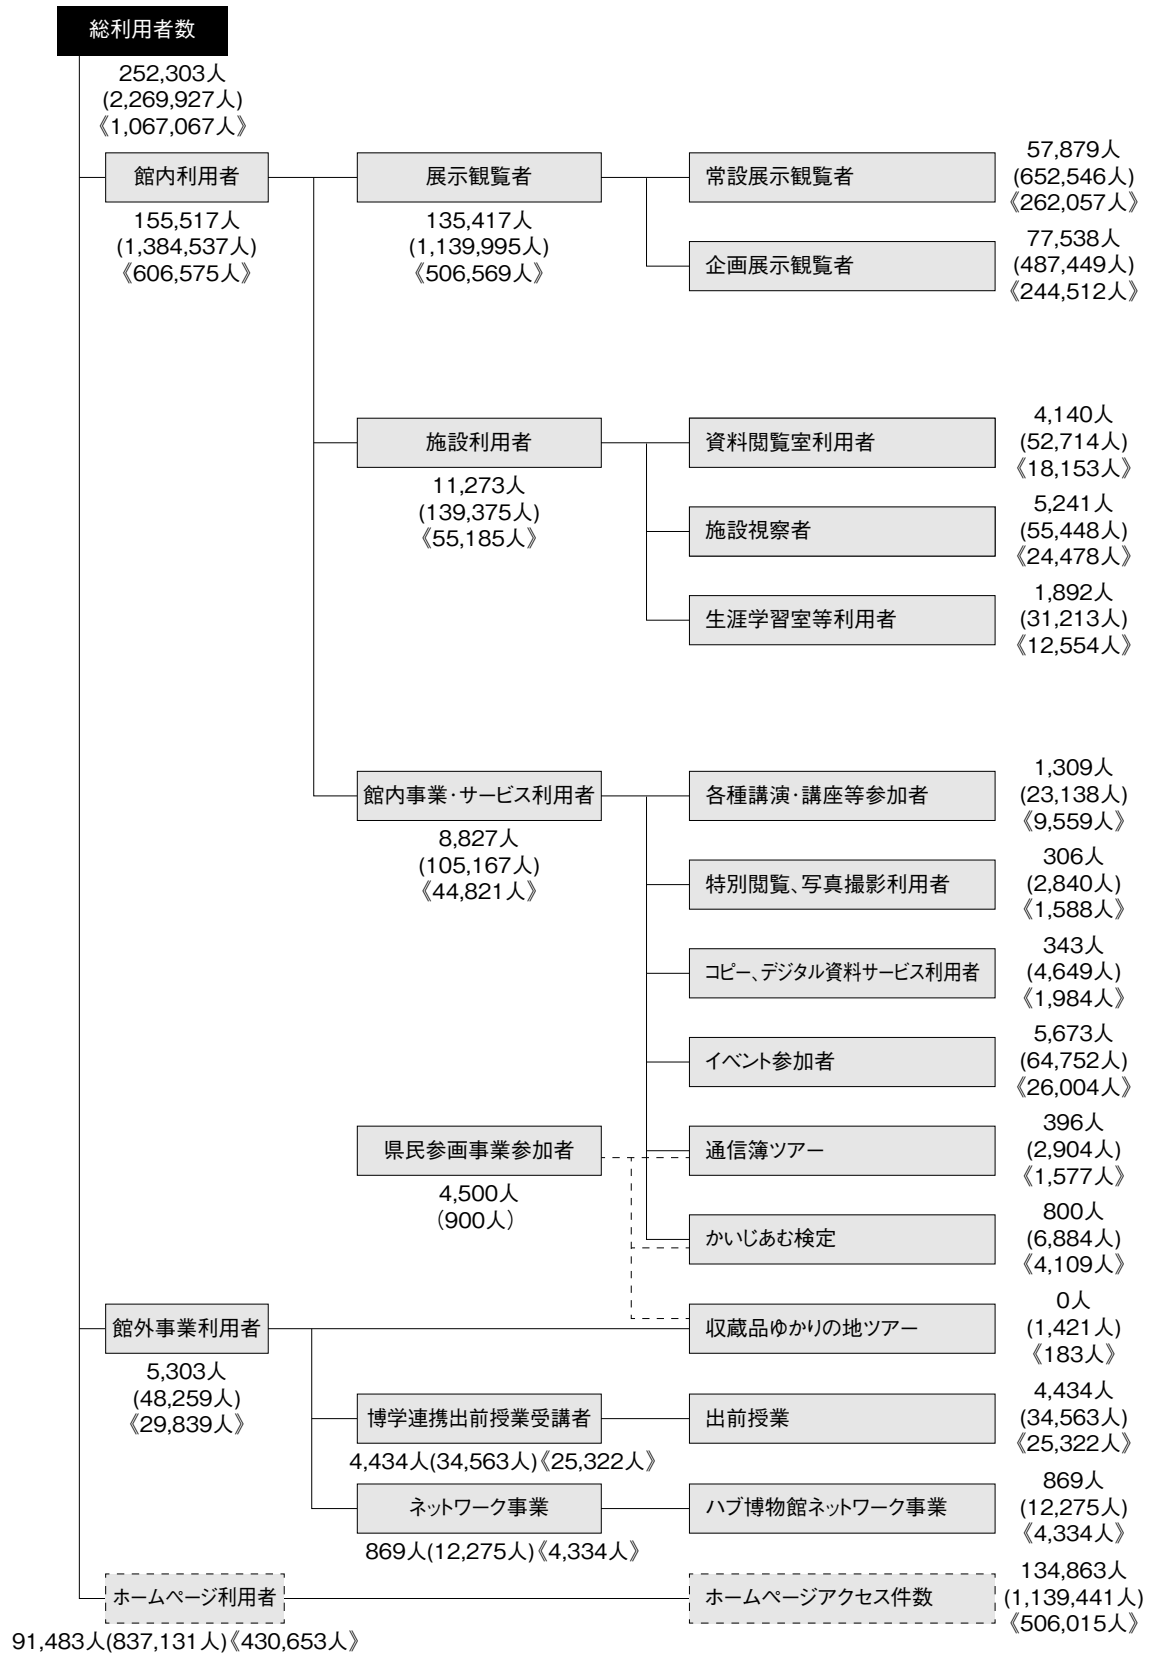 総利用者数
252,303人
(2,269,927人)
《1,067,067人》
館内利用者
155,517人
(1,384,537人)
《606,575人》
展示観覧者
135,417人
(1,139,995人)
《506,569人》
常設展示観覧者
57,879人
(652,546人)
《262,057人》
企画展示観覧者
77,538人
(487,449人)
《244,512人》
施設利用者
11,273人
(139,375人)
《55,185人》
資料閲覧室利用者
4,140人
(52,714人)
《18,153人》
施設視察者
5,241人
(55,448人)
《24,478人》
生涯学習室等利用者
1,892人
(31,213人)
《12,554人》
館内事業・サービス利用者
8,827人
(105,167人)
《44,821人》
各種講演・講座等参加者
1,309人
(23,138人)
《9,559人》
特別閲覧、写真撮影利用者
306人
(2,840人)
《1,588人》
コピー、デジタル資料サービス利用者
343人
(4,649人)
《1,984人》
イベント参加者
5,673人
(64,752人)
《26,004人》
県民参画事業参加者
4,500人
(900人)
通信簿ツアー
396人
(2,904人)
《1,577人》
かいじあむ検定
800人
(6,884人)
《4,109人》
館外事業利用者
5,303人
(48,259人)
《29,839人》
収蔵品ゆかりの地ツアー
0人
(1,421人)
《183人》
博学連携出前授業受講者
4,434人(34,563人)《25,322人》
出前授業
4,434人
(34,563人)
《25,322人》
ネットワーク事業
869人(12,275人)《4,334人》
ハブ博物館ネットワーク事業
869人
(12,275人)
《4,334人》
ホームページ利用者
91,483人(837,131人)《430,653人》
ホームページアクセス件数
134,863人
(1,139,441人)
《506,015人》